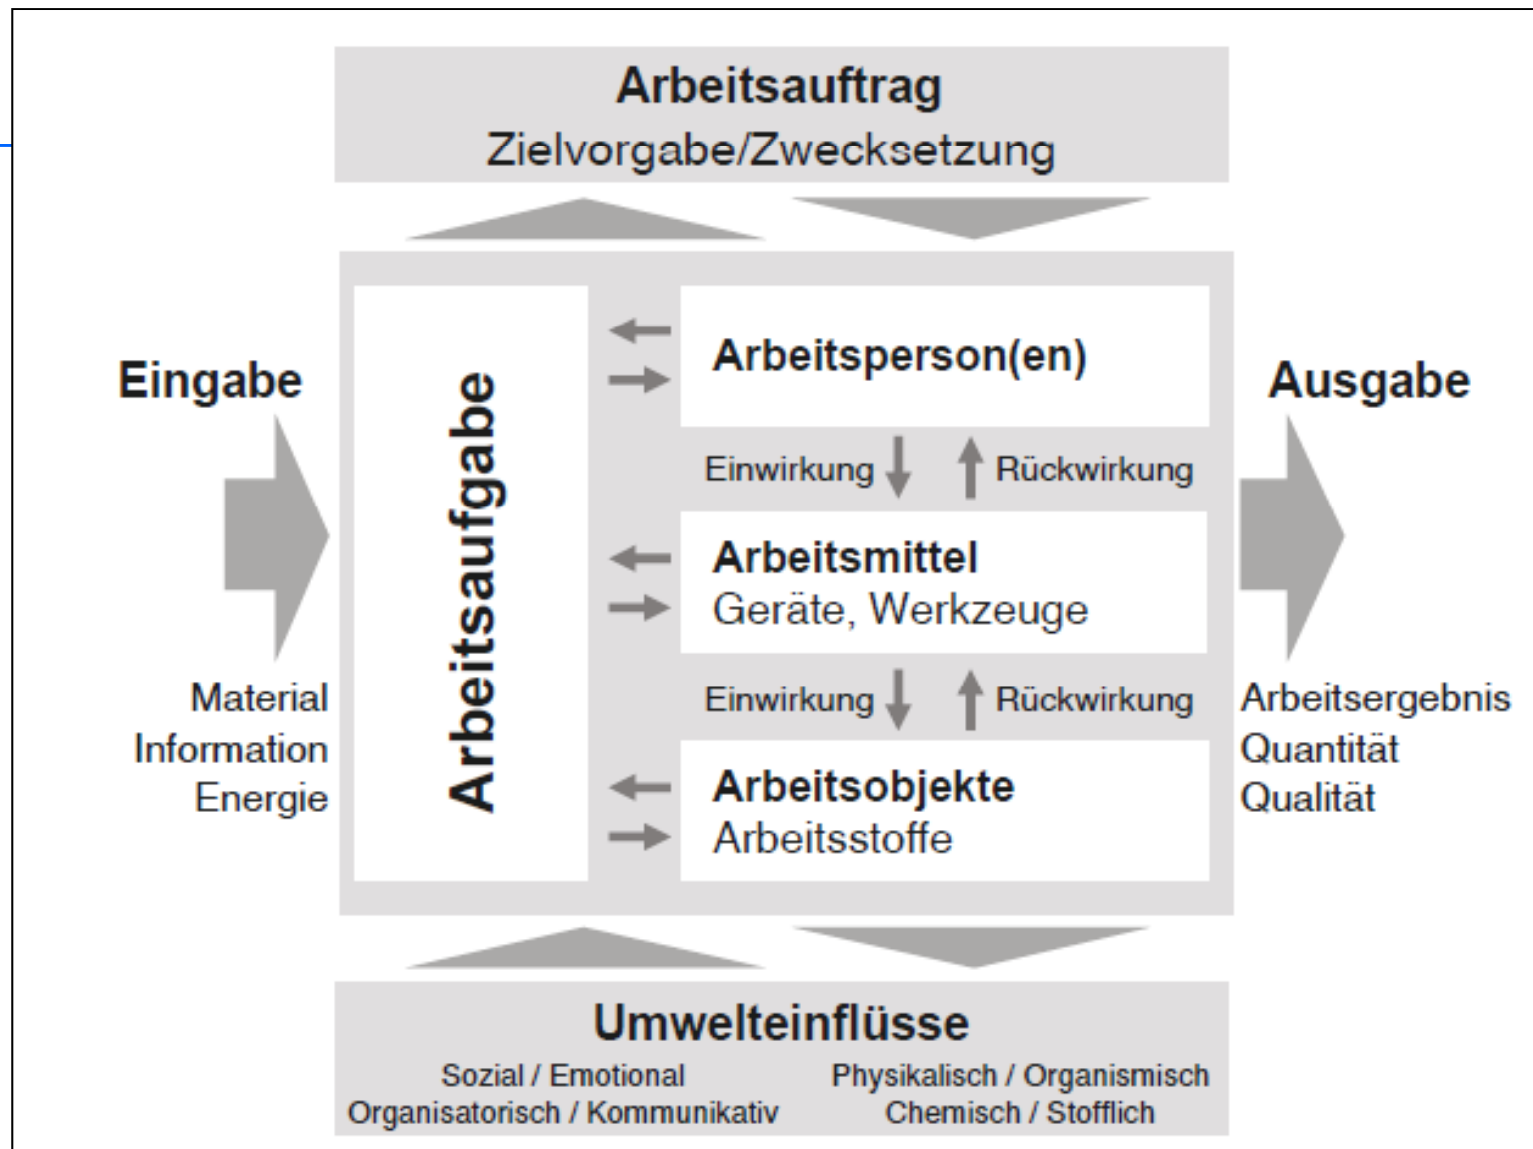 Arbeitsauftrag
Zielvorgabe/Zwecksetzung
Eingabe
Material
Information
Energie
Arbeitsaufgabe
Arbeitsperson(en)
Einwirkung
Rückwirkung
Arbeitsmittel
Geräte, Werkzeuge
Einwirkung
Rückwirkung
Arbeitsobjekte
Arbeitsstoffe
Ausgabe
Arbeitsergebnis
Quantität
Qualität
Umwelteinflüsse
Sozial / Emotional
Organisatorisch / Kommunikativ
Physikalisch / Organismisch
Chemisch / Stofflich